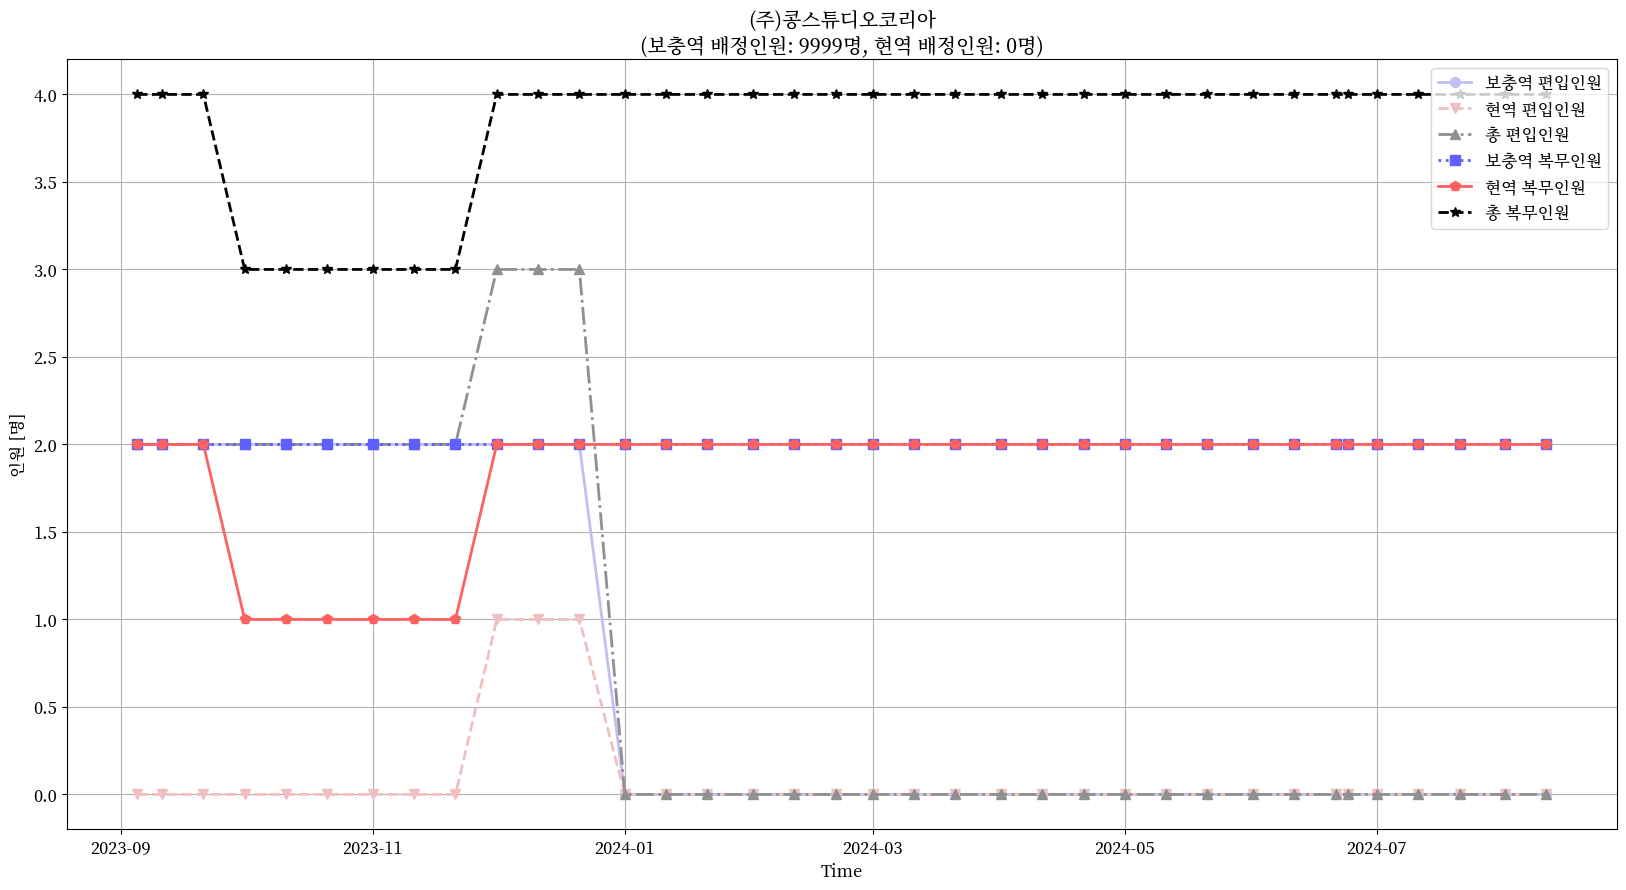 (주)콩스튜디오코리아
(보충역 배정인원: 9999명, 현역 배정인원: 0명)
4.0
3.5
3.0
2.5
2.0
1.5
1.0
0.5
0.0
인원 [명]
보충역 편입인원
현역 편입인원
총 편입인원
보충역 복무인원
현역 복무인원
총 복무인원
2023-09
2023-11
2024-01
2024-03
2024-05
2024-07
Time